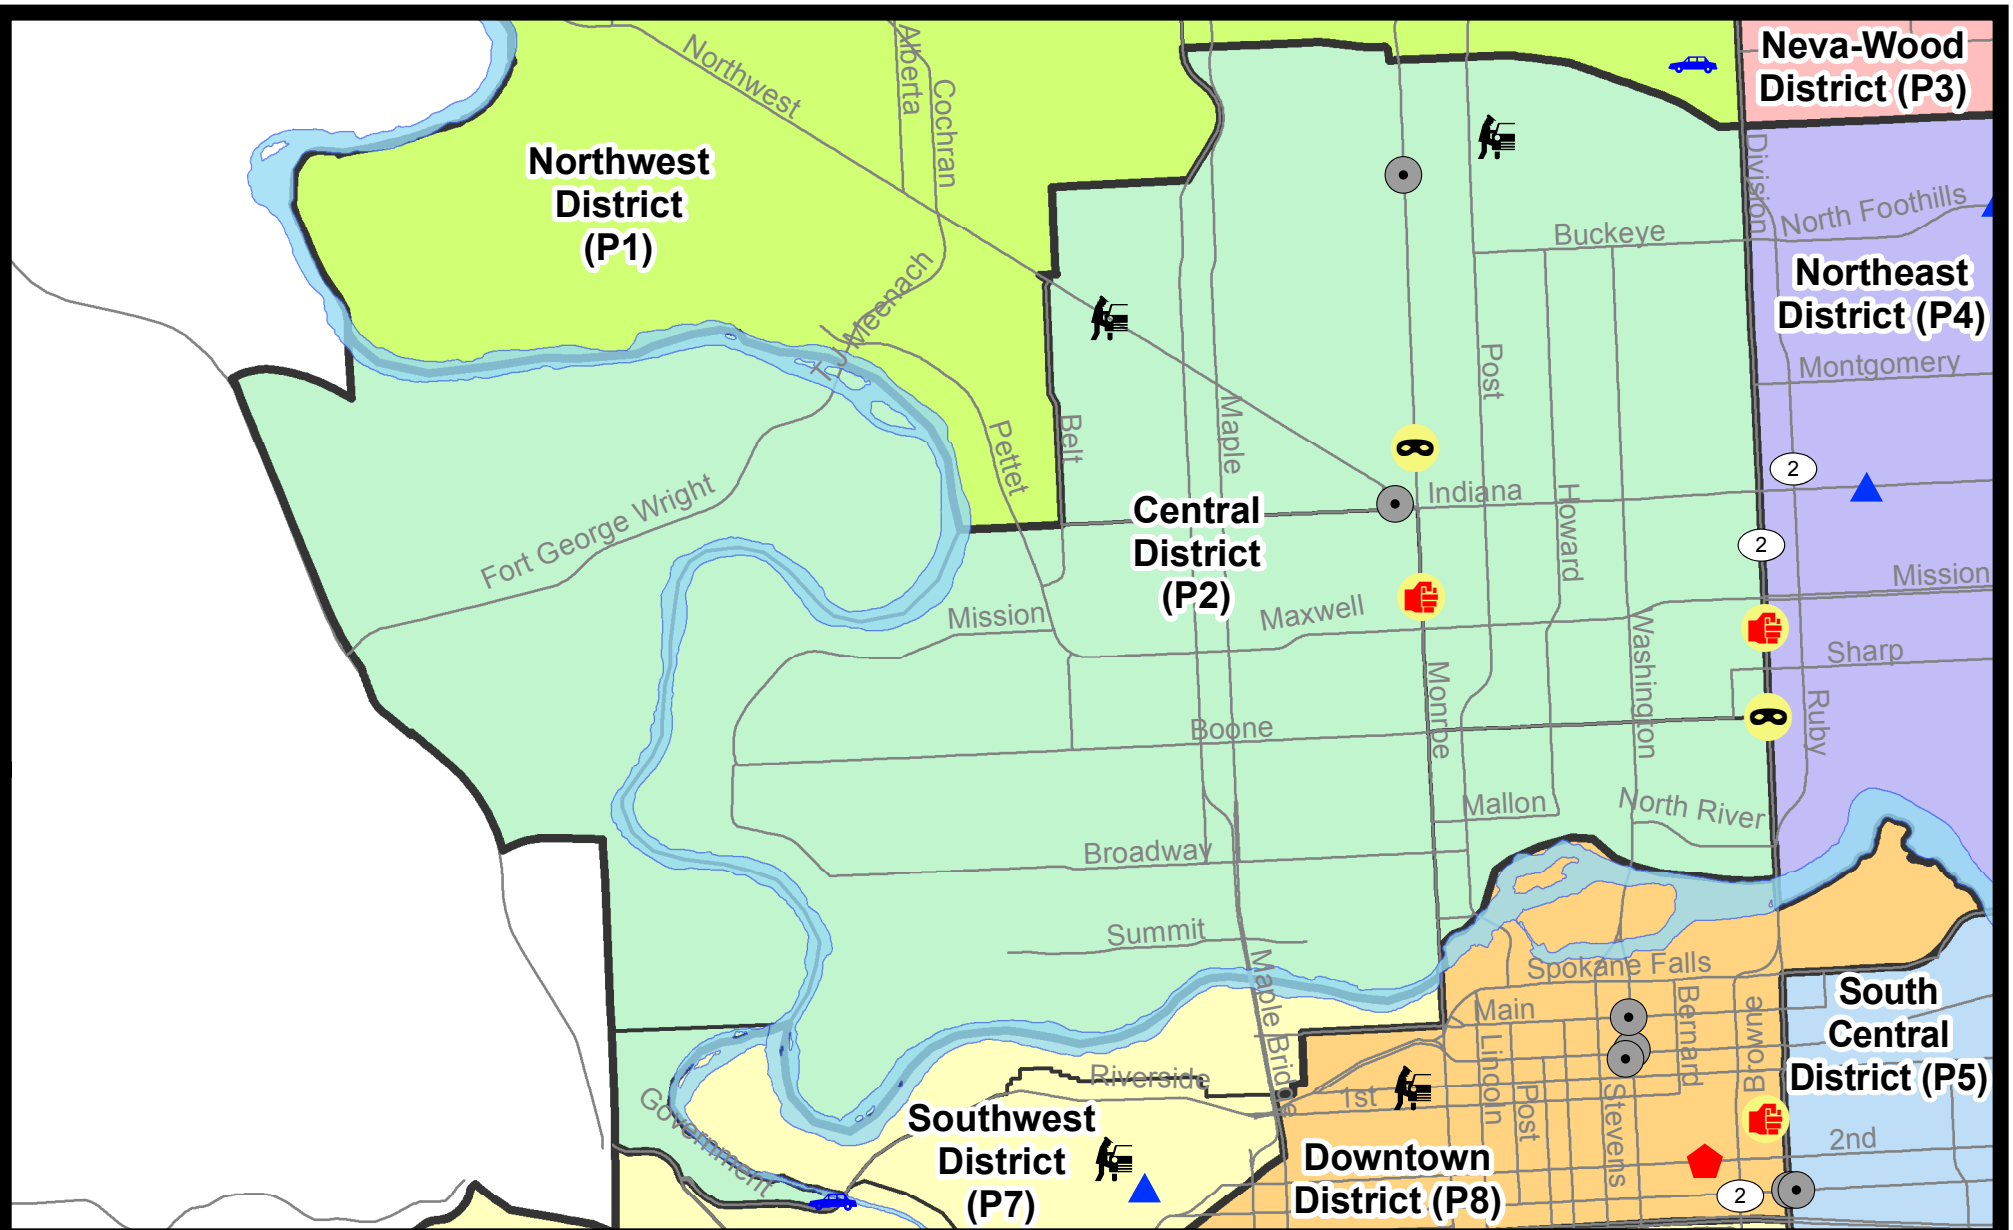 Neva-Wood
District (P3)
Northwest
Alberta
Cochran
Northwest
District
(P1)
Division
North Foothills
Buckeye
Northeast
District (P4)
T J Meenach
Montgomery
Post
Maple
Belt
Pettet
2
Indiana
Howard
Fort George Wright
Central
District
(P2)
2
Mission
Mission
Maxwell
Washington
Sharp
Monroe
Ruby
Boone
Mallon
North River
Broadway
Summit
Spokane Falls
Maple Bridge
Main
Bernard
Browne
South
Central
District (P5)
Lincoln
Riverside
1st
Post
Stevens
Government
Southwest
District
(P7)
2nd
Downtown
District (P8)
2